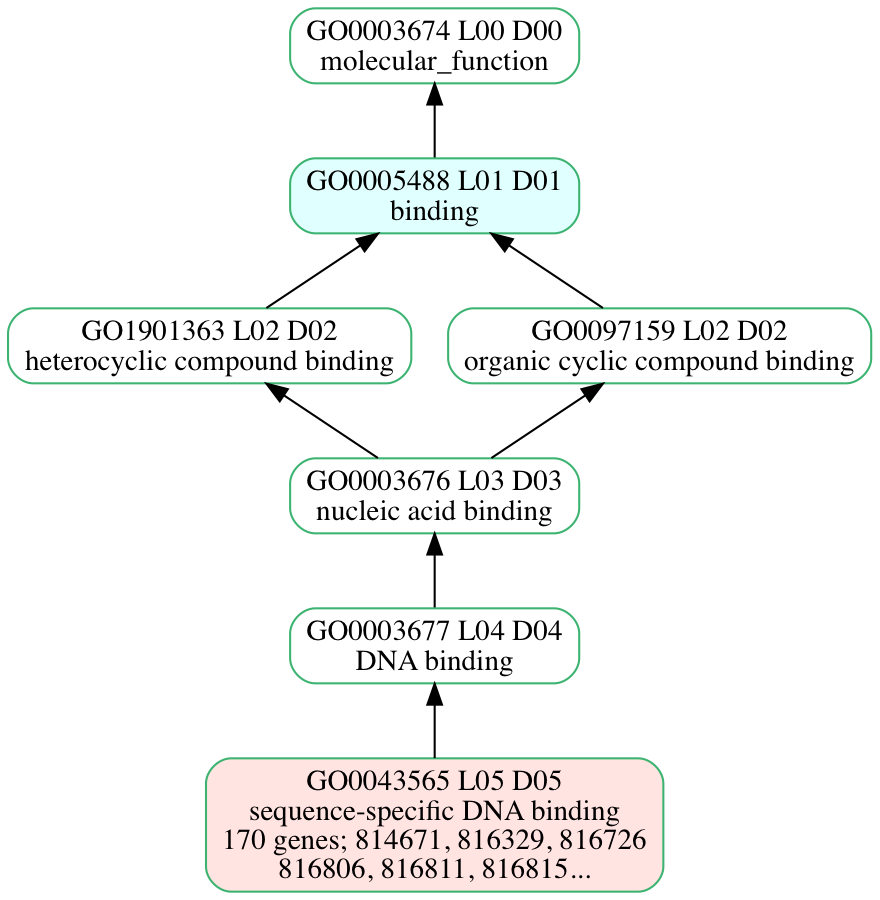 GO0003674 L00 D00
molecular_function
GO0005488 L01 D01
binding
GO1901363 L02 D02
heterocyclic compound binding
GO0097159 L02 D02
organic cyclic compound binding
GO0003676 L03 D03
nucleic acid binding
GO0003677 L04 D04
DNA binding
GO0043565 L05 D05
sequence-specific DNA binding
170 genes; 814671, 816329, 816726
816806, 816811, 816815...